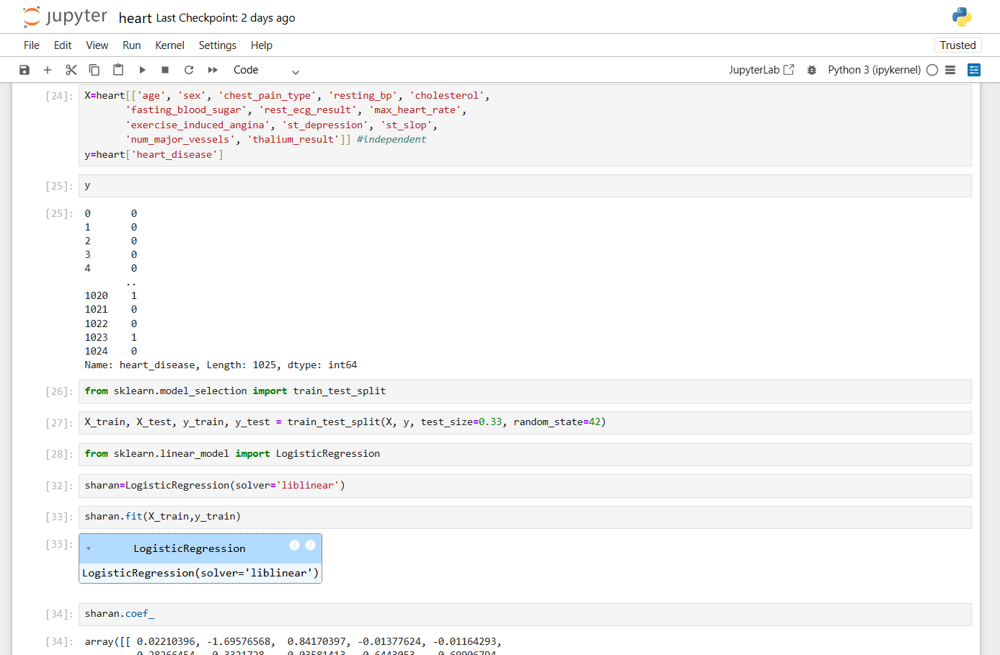 jupyter heart Last Checkpoint: 2 days ago
File Edit View Run Kernel Settings Help Trusted
Code JupyterLab Python 3 (ipykernel)
[24]: X=heart[['age', 'sex', 'chest_pain_type', 'resting_bp', 'cholesterol',
'fasting_blood_sugar', 'rest_ecg_result', 'max_heart_rate',
'exercise_induced_angina', 'st_depression', 'st_slop',
'num_major_vessels', 'thalium_result']] #independent
y=heart['heart_disease']
[25]: y
[25]: 0 0
1 0
2 0
3 0
4 0
..
1020 1
1021 0
1022 0
1023 1
1024 0
Name: heart_disease, Length: 1025, dtype: int64
[26]: from sklearn.model_selection import train_test_split
[27]: X_train, X_test, y_train, y_test = train_test_split(X, y, test_size=0.33, random_state=42)
[28]: from sklearn.linear_model import LogisticRegression
[32]: sharan=LogisticRegression(solver='liblinear')
[33]: sharan.fit(X_train,y_train)
[33]: LogisticRegression
LogisticRegression(solver='liblinear')
[34]: sharan.coef_
[34]: array([[ 0.02210396, -1.69576568, 0.84170397, -0.01377624, -0.01164293,